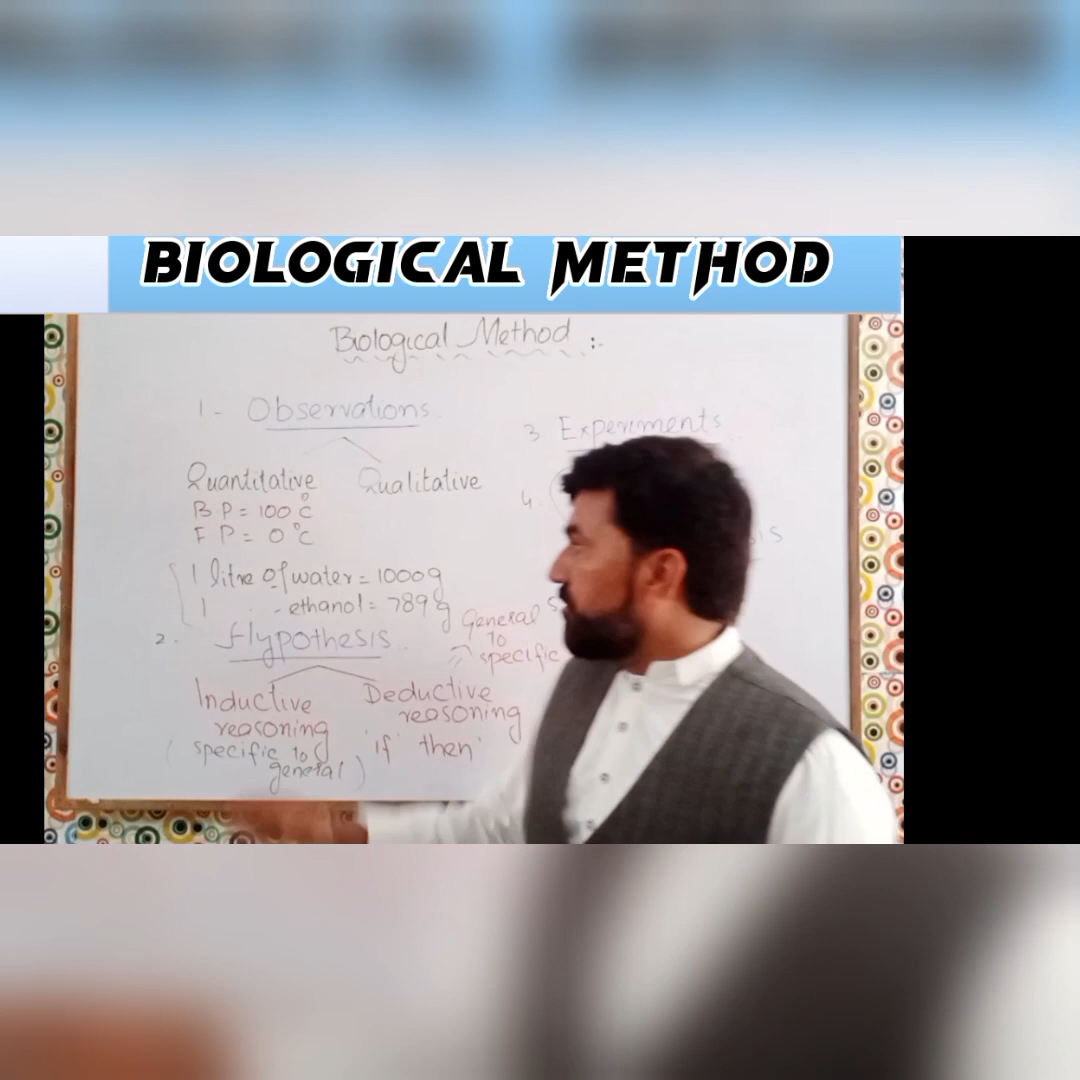 BIOLOGICAL METHOD
Biological Method :-
1- Observations
Quantitative Qualitative
B.P = 100°C
F P = 0°C
1 litre of water = 1000g
1 - ethanol = 789g
2. Hypothesis
Inductive reasoning
(specific to general)
Deductive reasoning
'if' 'then'
General to specific
3 Experiments
4.
is